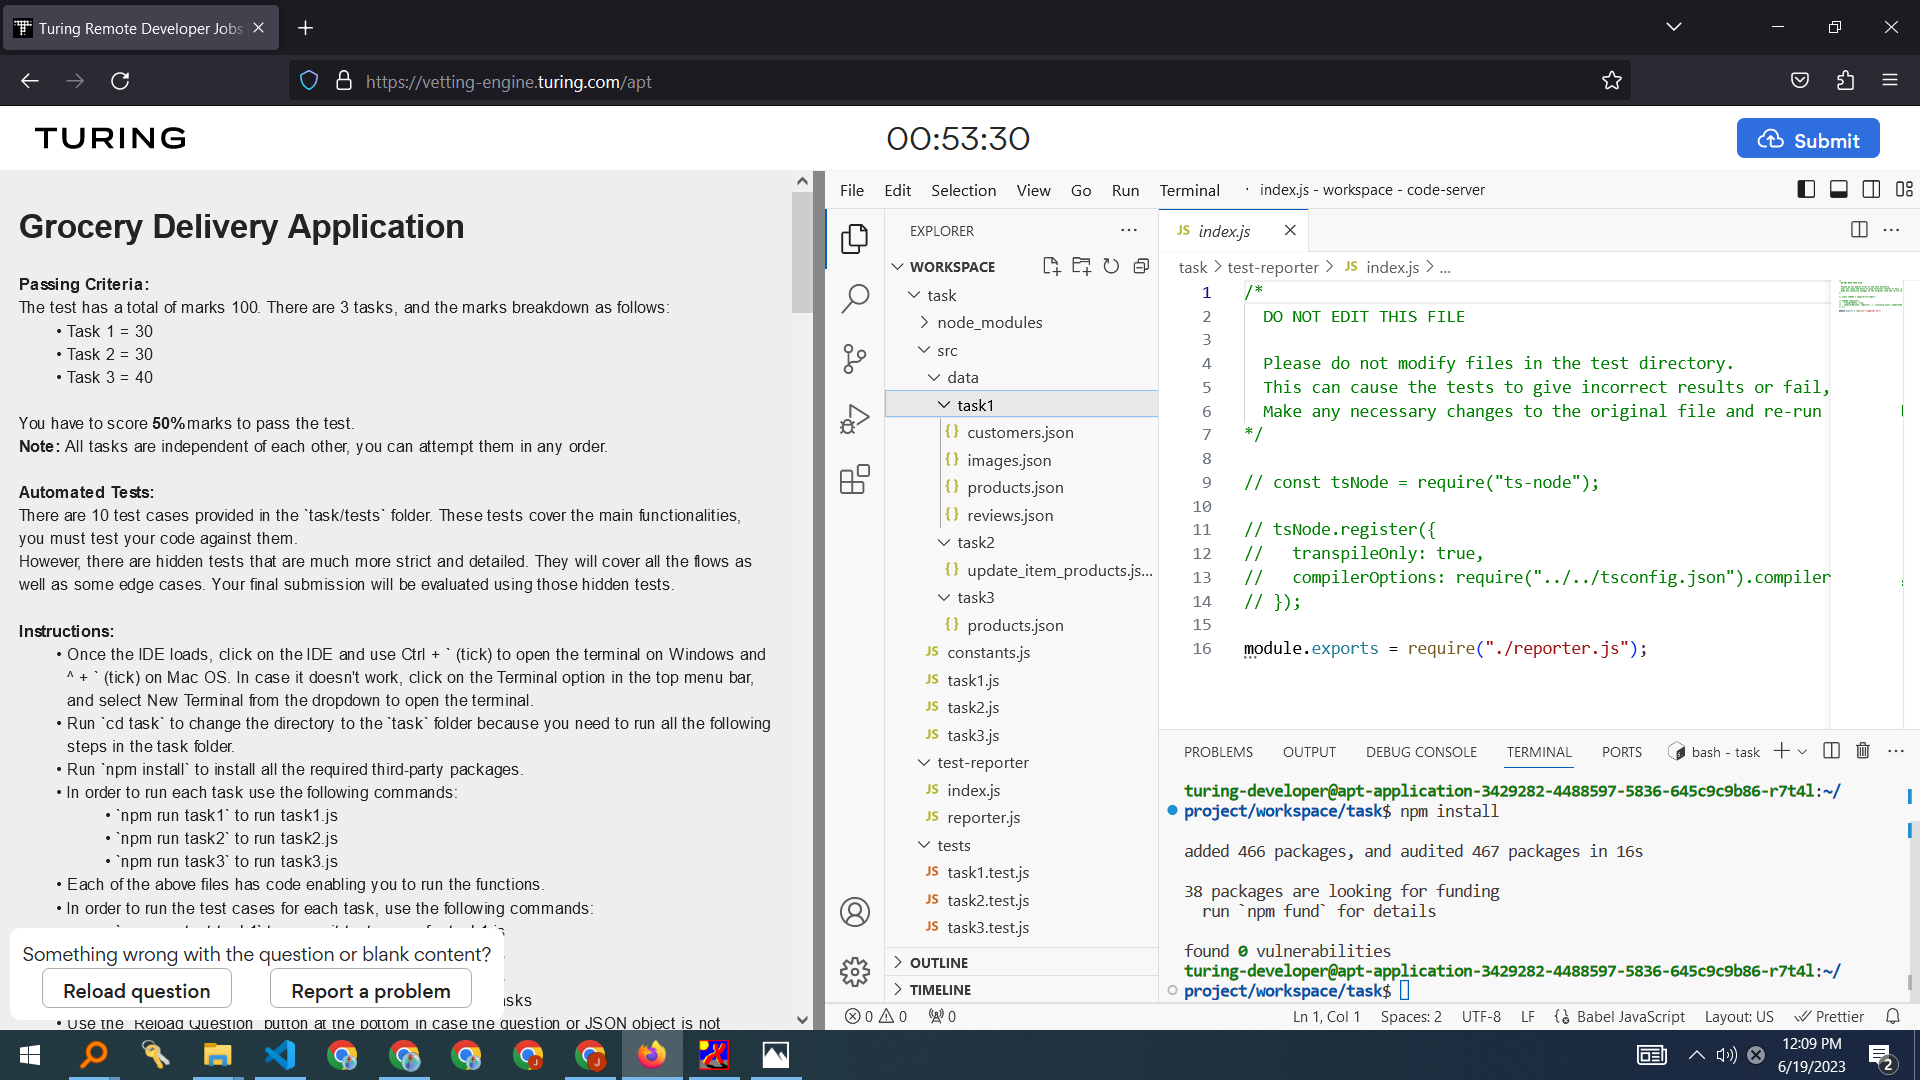 Turing Remote Developer Jobs
https://vetting-engine.turing.com/apt
TURING
00:53:30
Submit
Grocery Delivery Application
Passing Criteria:
The test has a total of marks 100. There are 3 tasks, and the marks breakdown as follows:
• Task 1 = 30
• Task 2 = 30
• Task 3 = 40
You have to score 50% marks to pass the test.
Note: All tasks are independent of each other, you can attempt them in any order.
Automated Tests:
There are 10 test cases provided in the `task/tests` folder. These tests cover the main functionalities,
you must test your code against them.
However, there are hidden tests that are much more strict and detailed. They will cover all the flows as
well as some edge cases. Your final submission will be evaluated using those hidden tests.
Instructions:
• Once the IDE loads, click on the IDE and use Ctrl + ` (tick) to open the terminal on Windows and
^ + ` (tick) on Mac OS. In case it doesn't work, click on the Terminal option in the top menu bar,
and select New Terminal from the dropdown to open the terminal.
• Run `cd task` to change the directory to the `task` folder because you need to run all the following
steps in the task folder.
• Run `npm install` to install all the required third-party packages.
• In order to run each task use the following commands:
• `npm run task1` to run task1.js
• `npm run task2` to run task2.js
• `npm run task3` to run task3.js
• Each of the above files has code enabling you to run the functions.
• In order to run the test cases for each task, use the following commands:
Something wrong with the question or blank content?
Reload question
Report a problem
• Use the `Reload Question` button at the bottom in case the question or JSON object is not
File Edit Selection View Go Run Terminal · index.js - workspace - code-server
EXPLORER
WORKSPACE
task
node_modules
src
data
task1
{} customers.json
{} images.json
{} products.json
{} reviews.json
task2
{} update_item_products.js...
task3
{} products.json
JS constants.js
JS task1.js
JS task2.js
JS task3.js
test-reporter
JS index.js
JS reporter.js
tests
JS task1.test.js
JS task2.test.js
JS task3.test.js
OUTLINE
TIMELINE
JS index.js
task > test-reporter > JS index.js > ...
1 /*
2 DO NOT EDIT THIS FILE
3
4 Please do not modify files in the test directory.
5 This can cause the tests to give incorrect results or fail,
6 Make any necessary changes to the original file and re-run
7 */
8
9 // const tsNode = require("ts-node");
10
11 // tsNode.register({
12 // transpileOnly: true,
13 // compilerOptions: require("../../tsconfig.json").compiler
14 // });
15
16 module.exports = require("./reporter.js");
PROBLEMS OUTPUT DEBUG CONSOLE TERMINAL PORTS bash - task
turing-developer@apt-application-3429282-4488597-5836-645c9c9b86-r7t4l:~/
project/workspace/task$ npm install
added 466 packages, and audited 467 packages in 16s
38 packages are looking for funding
run `npm fund` for details
found 0 vulnerabilities
turing-developer@apt-application-3429282-4488597-5836-645c9c9b86-r7t4l:~/
project/workspace/task$
0 0 0 Ln 1, Col 1 Spaces: 2 UTF-8 LF Babel JavaScript Layout: US Prettier
12:09 PM
6/19/2023
2